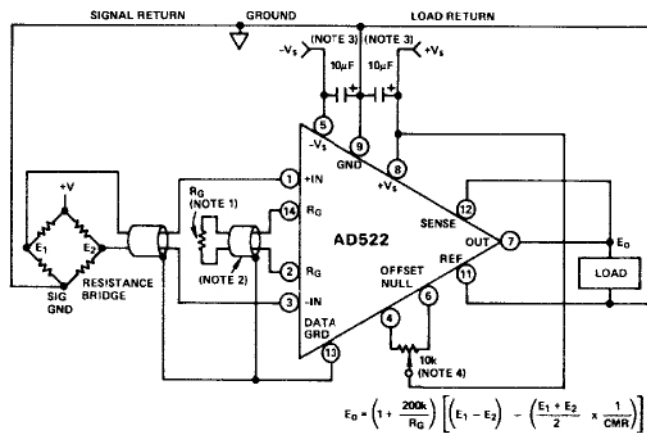 SIGNAL RETURN
GROUND
LOAD RETURN
(NOTE 3) (NOTE 3)
–Vs
+Vs
10µF
10µF
+
+
5
9
8
–Vs
GND
+Vs
1
+IN
14
RG
RG
(NOTE 1)
(NOTE 2)
2
RG
3
-IN
AD522
SENSE
12
OUT
7
Eo
REF
11
LOAD
OFFSET
NULL
6
4
DATA
GRD
13
10k
(NOTE 4)
+V
E1
E2
RESISTANCE
BRIDGE
SIG
GND
Eo = (1 + 200k/RG) [(E1 – E2) – (E1 + E2/2 x 1/CMR)]